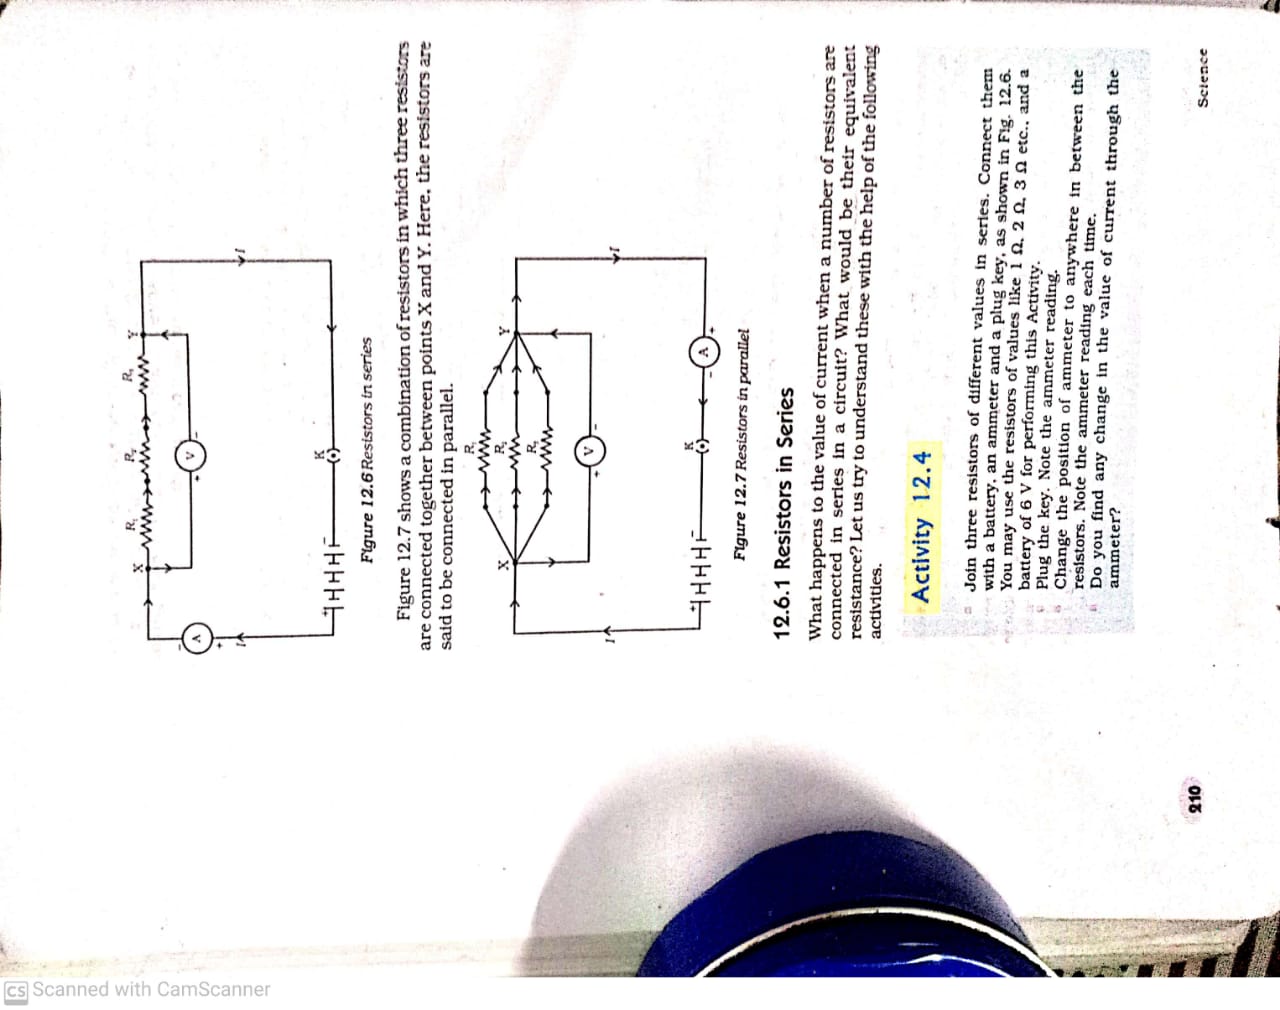 R₁
R₂
R₃
X
Y
A
V
+
-
I
I
K
+
-
Figure 12.6 Resistors in series
Figure 12.7 shows a combination of resistors in which three resistors
are connected together between points X and Y. Here, the resistors are
said to be connected in parallel.
R₁
R₂
R₃
X
Y
V
+
-
I
I
K
A
+
-
+
-
Figure 12.7 Resistors in parallel
12.6.1 Resistors in Series
What happens to the value of current when a number of resistors are
connected in series in a circuit? What would be their equivalent
resistance? Let us try to understand these with the help of the following
activities.
Activity 12.4
Join three resistors of different values in series. Connect them
with a battery, an ammeter and a plug key, as shown in Fig. 12.6.
You may use the resistors of values like 1 Ω, 2 Ω, 3 Ω etc., and a
battery of 6 V for performing this Activity.
Plug the key. Note the ammeter reading.
Change the position of ammeter to anywhere in between the
resistors. Note the ammeter reading each time.
Do you find any change in the value of current through the
ammeter?
210
Science
CS Scanned with CamScanner